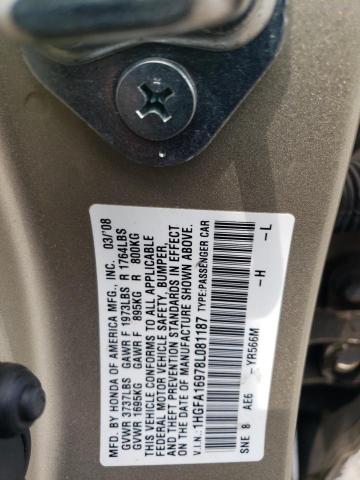 MFD. BY HONDA OF AMERICA MFG., INC. 03/'08
GVWR 3737LBS GAWR F 1973LBS R 1764LBS
GVWR 1695KG GAWR F 895KG R 800KG
THIS VEHICLE CONFORMS TO ALL APPLICABLE
FEDERAL MOTOR VEHICLE SAFETY, BUMPER,
AND THEFT PREVENTION STANDARDS IN EFFECT
ON THE DATE OF MANUFACTURE SHOWN ABOVE.
V.I.N.: 1HGFA16978L081187 TYPE:PASSENGER CAR
SNE 8 AE6 - YR566M -H -L